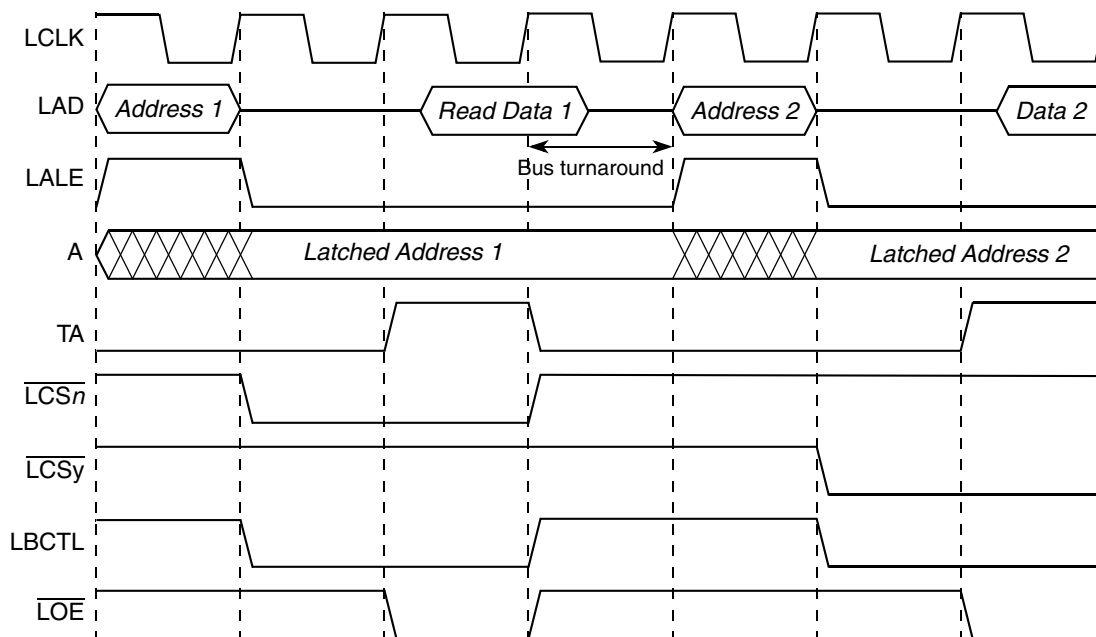 LCLK
LAD Address 1 Read Data 1 Address 2 Data 2
Bus turnaround
LALE
A Latched Address 1 Latched Address 2
TA
LCSn
LCSy
LBCTL
LOE